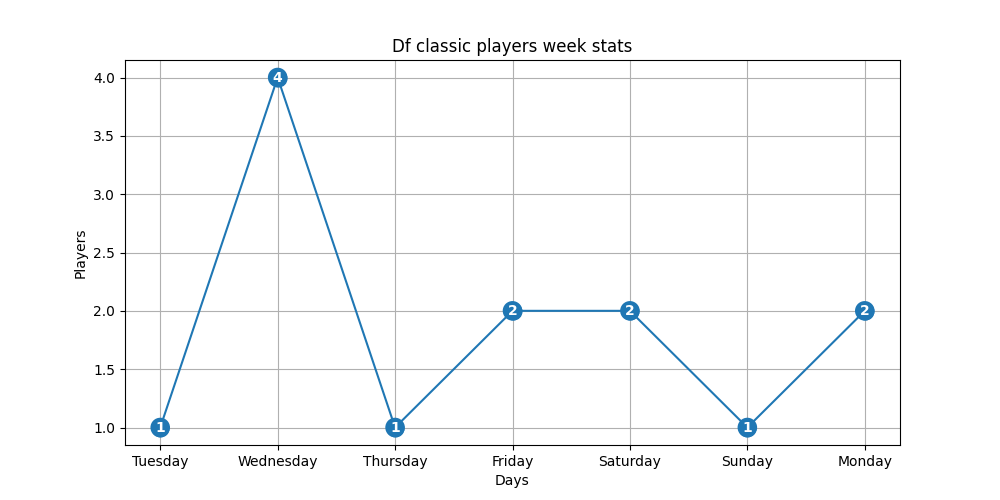 Df classic players week stats
4.0
3.5
3.0
2.5
2.0
1.5
1.0
Players
4
2 2 2
1 1 1
Tuesday Wednesday Thursday Friday Saturday Sunday Monday
Days